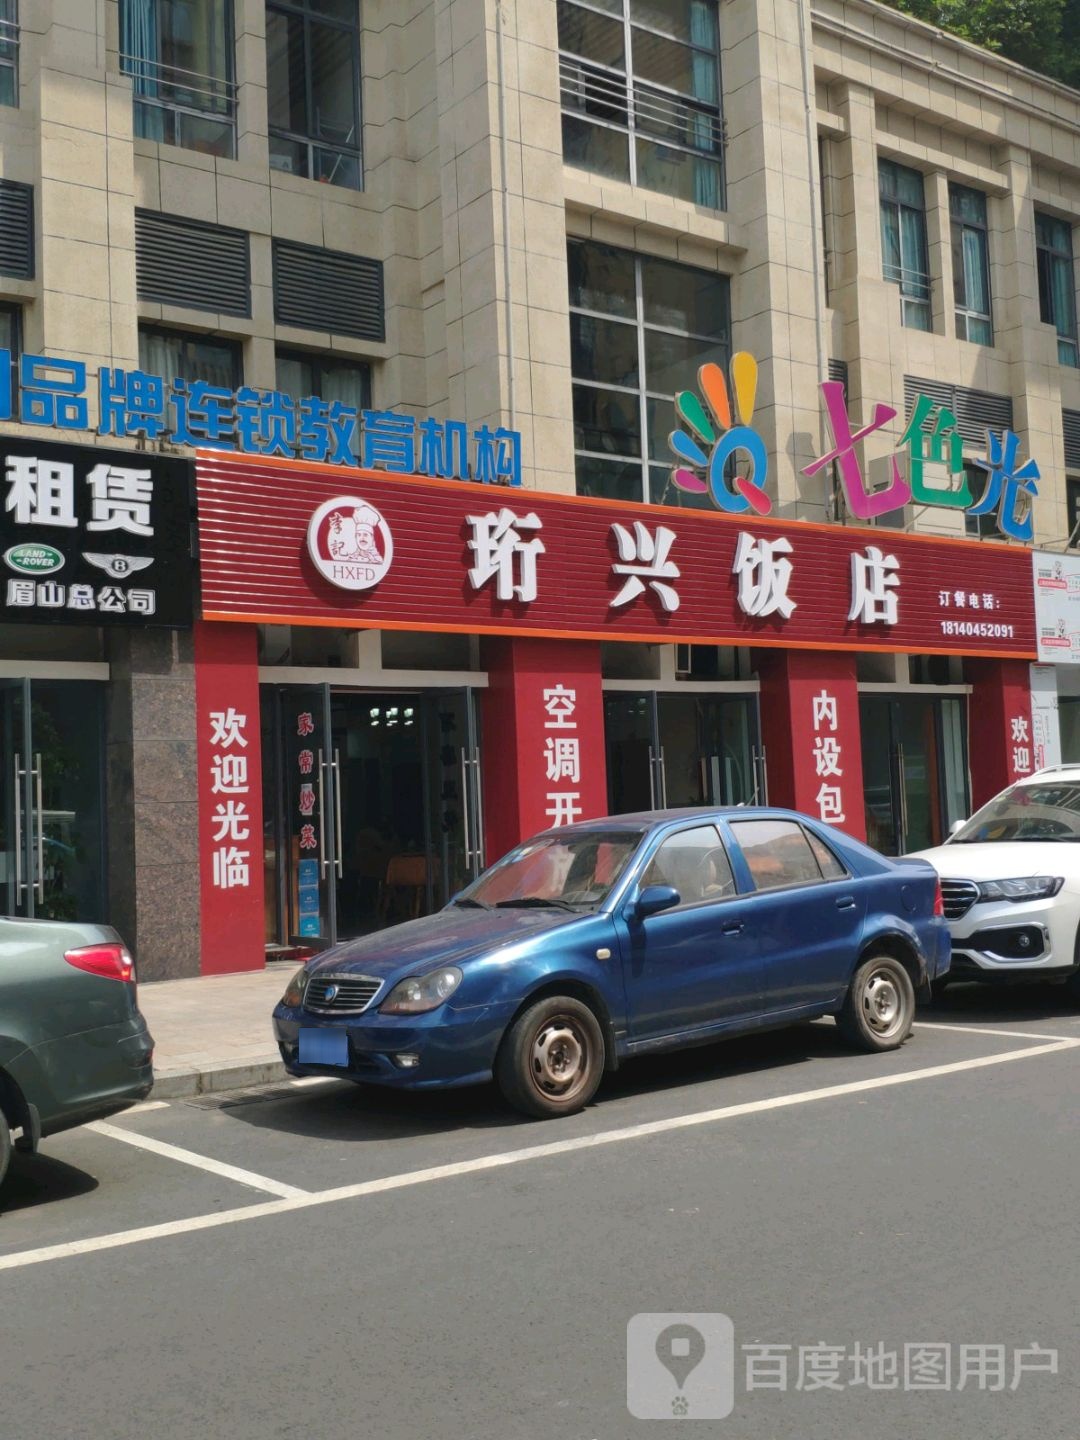 品牌连锁教育机构
七色光
租赁
LAND
ROVER
B
眉山总公司
李記
HXFD
珩兴饭店
订餐电话：
18140452091
欢迎光临
家常炒菜
空调开
内设包
欢迎
百度地图用户